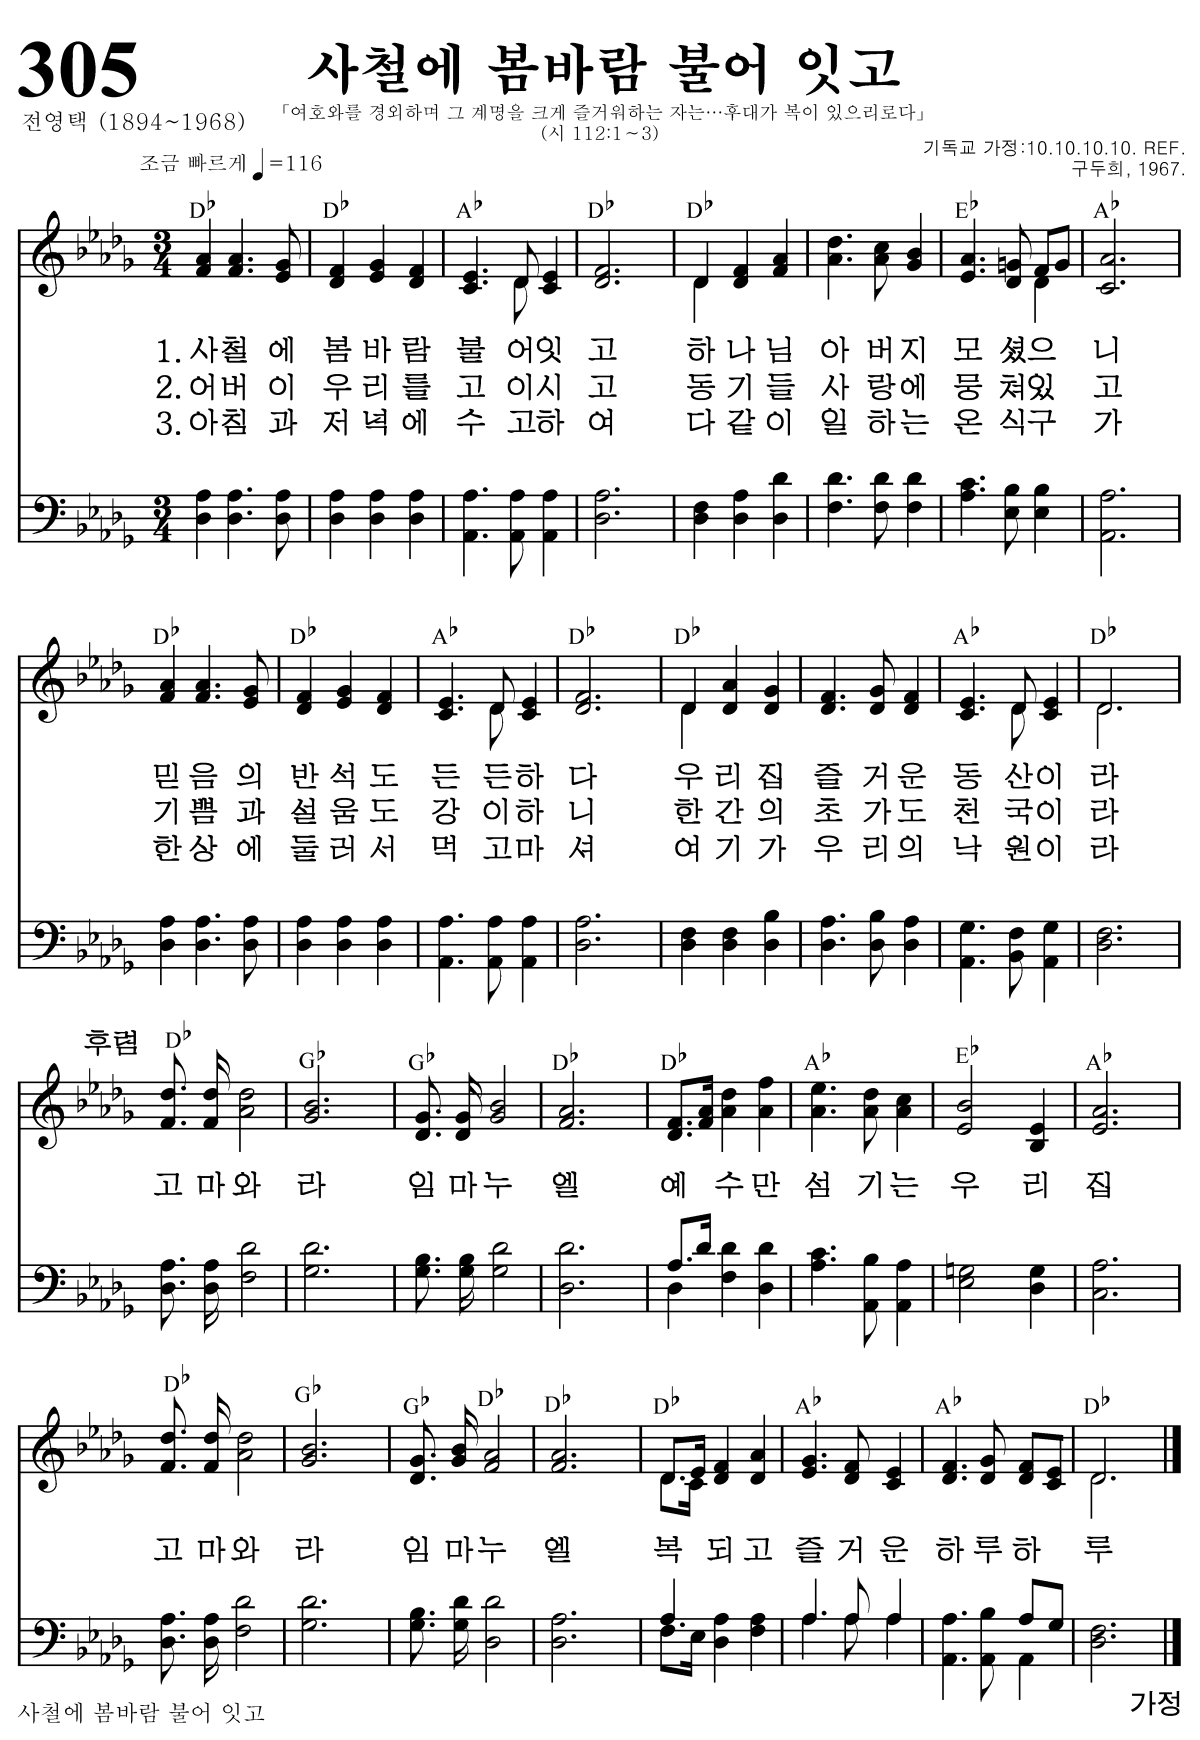 305
사철에 봄바람 불어 잇고
전영택 (1894~1968)
「여호와를 경외하며 그 계명을 크게 즐거워하는 자는…후대가 복이 있으리로다」
(시 112:1~3)
기독교 가정:10.10.10.10. REF.
구두회, 1967.
조금 빠르게 ♩=116
D♭ D♭ A♭ D♭ D♭ E♭ A♭
3/4
1. 사철에 봄바람 불어잇고 하나님 아버지 모셨으니
2. 어버이 우리를 고이시고 동기들 사랑에 뭉쳐있고
3. 아침과 저녁에 수고하여 다같이 일하는 온식구가
3/4
D♭ D♭ A♭ D♭ D♭ A♭ D♭
믿음의 반석도 든든하다 우리집 즐거운 동산이라
기쁨과 설움도 같이하니 한간의 초가도 천국이라
한상에 둘러서 먹고마셔 여기가 우리의 낙원이라
후렴 D♭ G♭ G♭ D♭ D♭ A♭ E♭ A♭
고마와라 임마누엘 예수만 섬기는 우리집
D♭ G♭ G♭ D♭ D♭ D♭ A♭ A♭ D♭
고마와라 임마누엘 복되고 즐거운 하루하루
사철에 봄바람 불어 잇고
가정